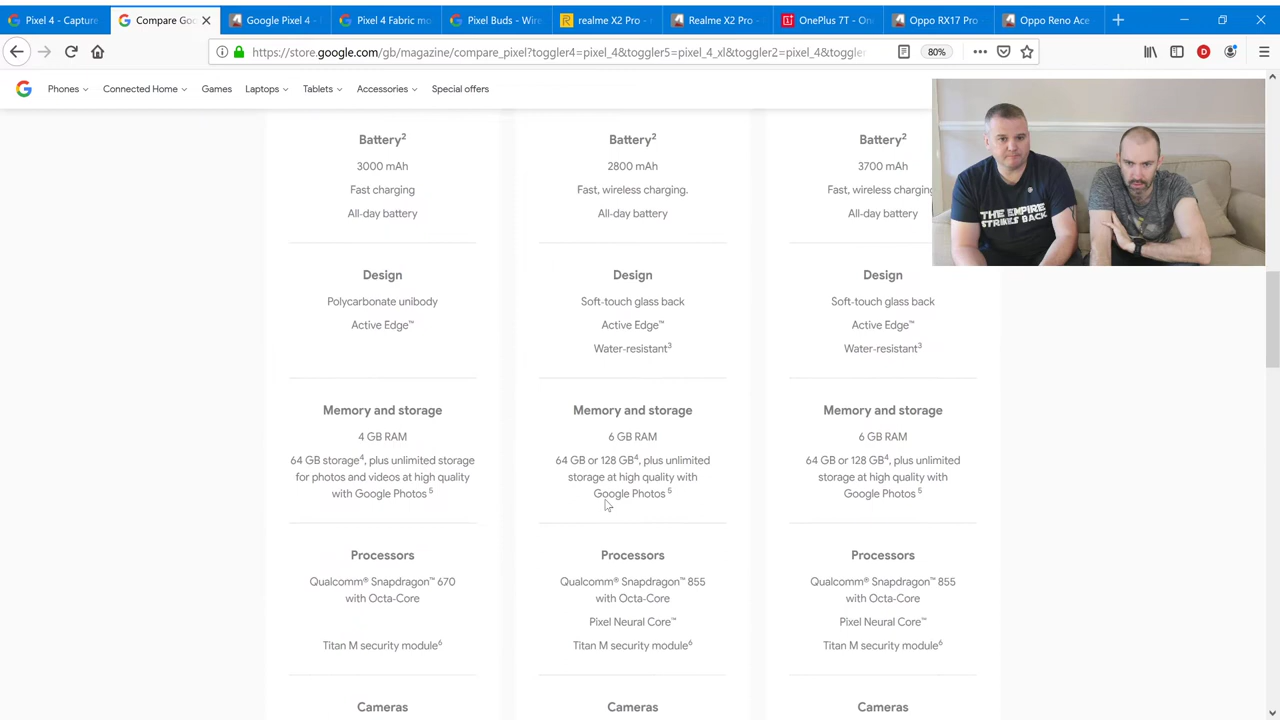 Pixel 4 - Capture
Compare Goo
Google Pixel 4 -
Pixel 4 Fabric mo
Pixel Buds - Wire
realme X2 Pro -
Realme X2 Pro -
OnePlus 7T - On
Oppo RX17 Pro
Oppo Reno Ace
https://store.google.com/gb/magazine/compare_pixel?toggler4=pixel_4&toggler5=pixel_4_xl&toggler2=pixel_4&toggler
80%
Phones
Connected Home
Games
Laptops
Tablets
Accessories
Special offers
Battery2
3000 mAh
Fast charging
All-day battery
Battery2
2800 mAh
Fast, wireless charging.
All-day battery
Battery2
3700 mAh
Fast, wireless charging
All-day battery
THE EMPIRE
STRIKES BACK
Design
Polycarbonate unibody
Active Edge™
Design
Soft-touch glass back
Active Edge™
Water-resistant3
Design
Soft-touch glass back
Active Edge™
Water-resistant3
Memory and storage
4 GB RAM
64 GB storage4, plus unlimited storage
for photos and videos at high quality
with Google Photos 5
Memory and storage
6 GB RAM
64 GB or 128 GB4, plus unlimited
storage at high quality with
Google Photos 5
Memory and storage
6 GB RAM
64 GB or 128 GB4, plus unlimited
storage at high quality with
Google Photos 5
Processors
Qualcomm® Snapdragon™ 670
with Octa-Core
Titan M security module6
Processors
Qualcomm® Snapdragon™ 855
with Octa-Core
Pixel Neural Core™
Titan M security module6
Processors
Qualcomm® Snapdragon™ 855
with Octa-Core
Pixel Neural Core™
Titan M security module6
Cameras
Cameras
Cameras